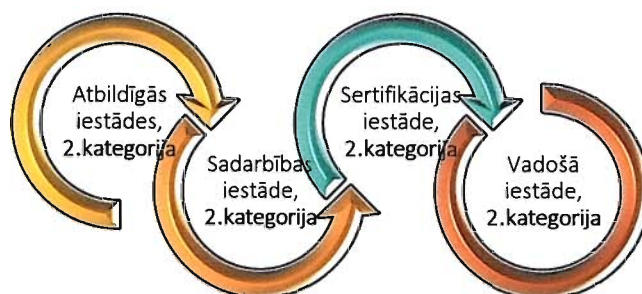 Atbildīgās
iestādes,
2.kategorija
Sadarbības
iestāde,
2.kategorija
Sertifikācijas
iestāde,
2.kategorija
Vadošā
iestāde,
2.kategorija